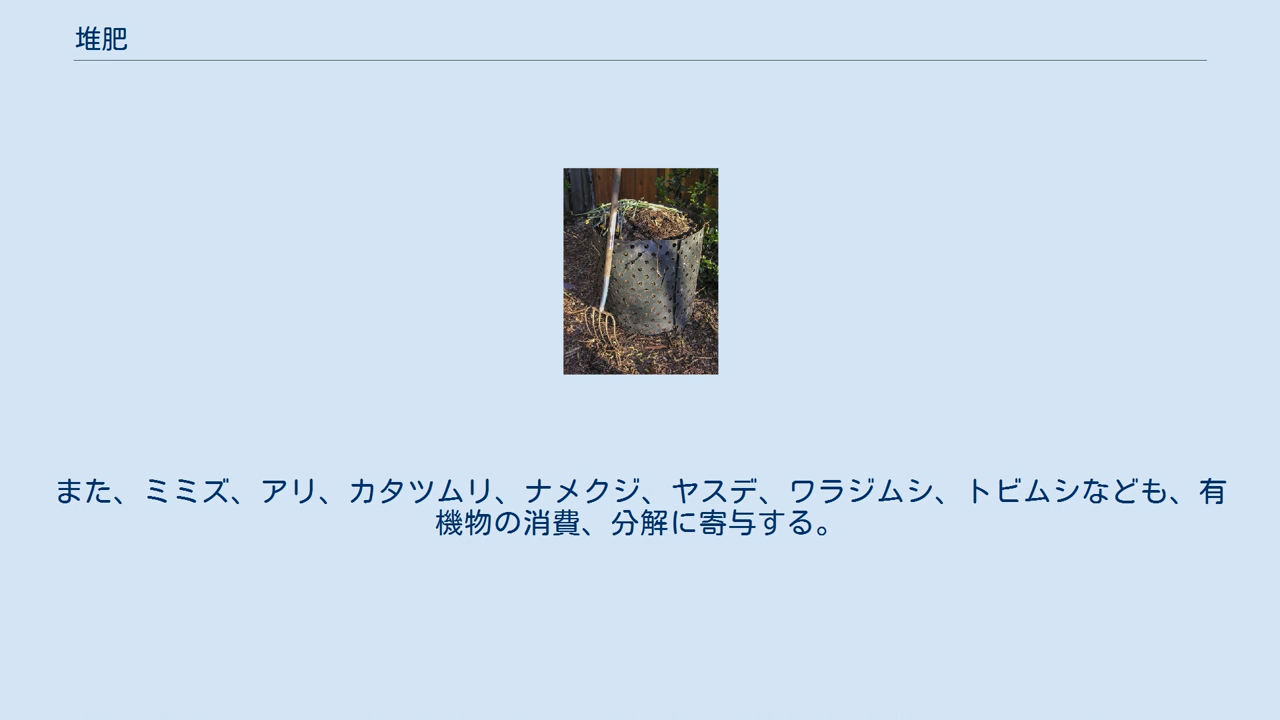 堆肥
また、ミミズ、アリ、カタツムリ、ナメクジ、ヤスデ、ワラジムシ、トビムシなども、有
機物の消費、分解に寄与する。